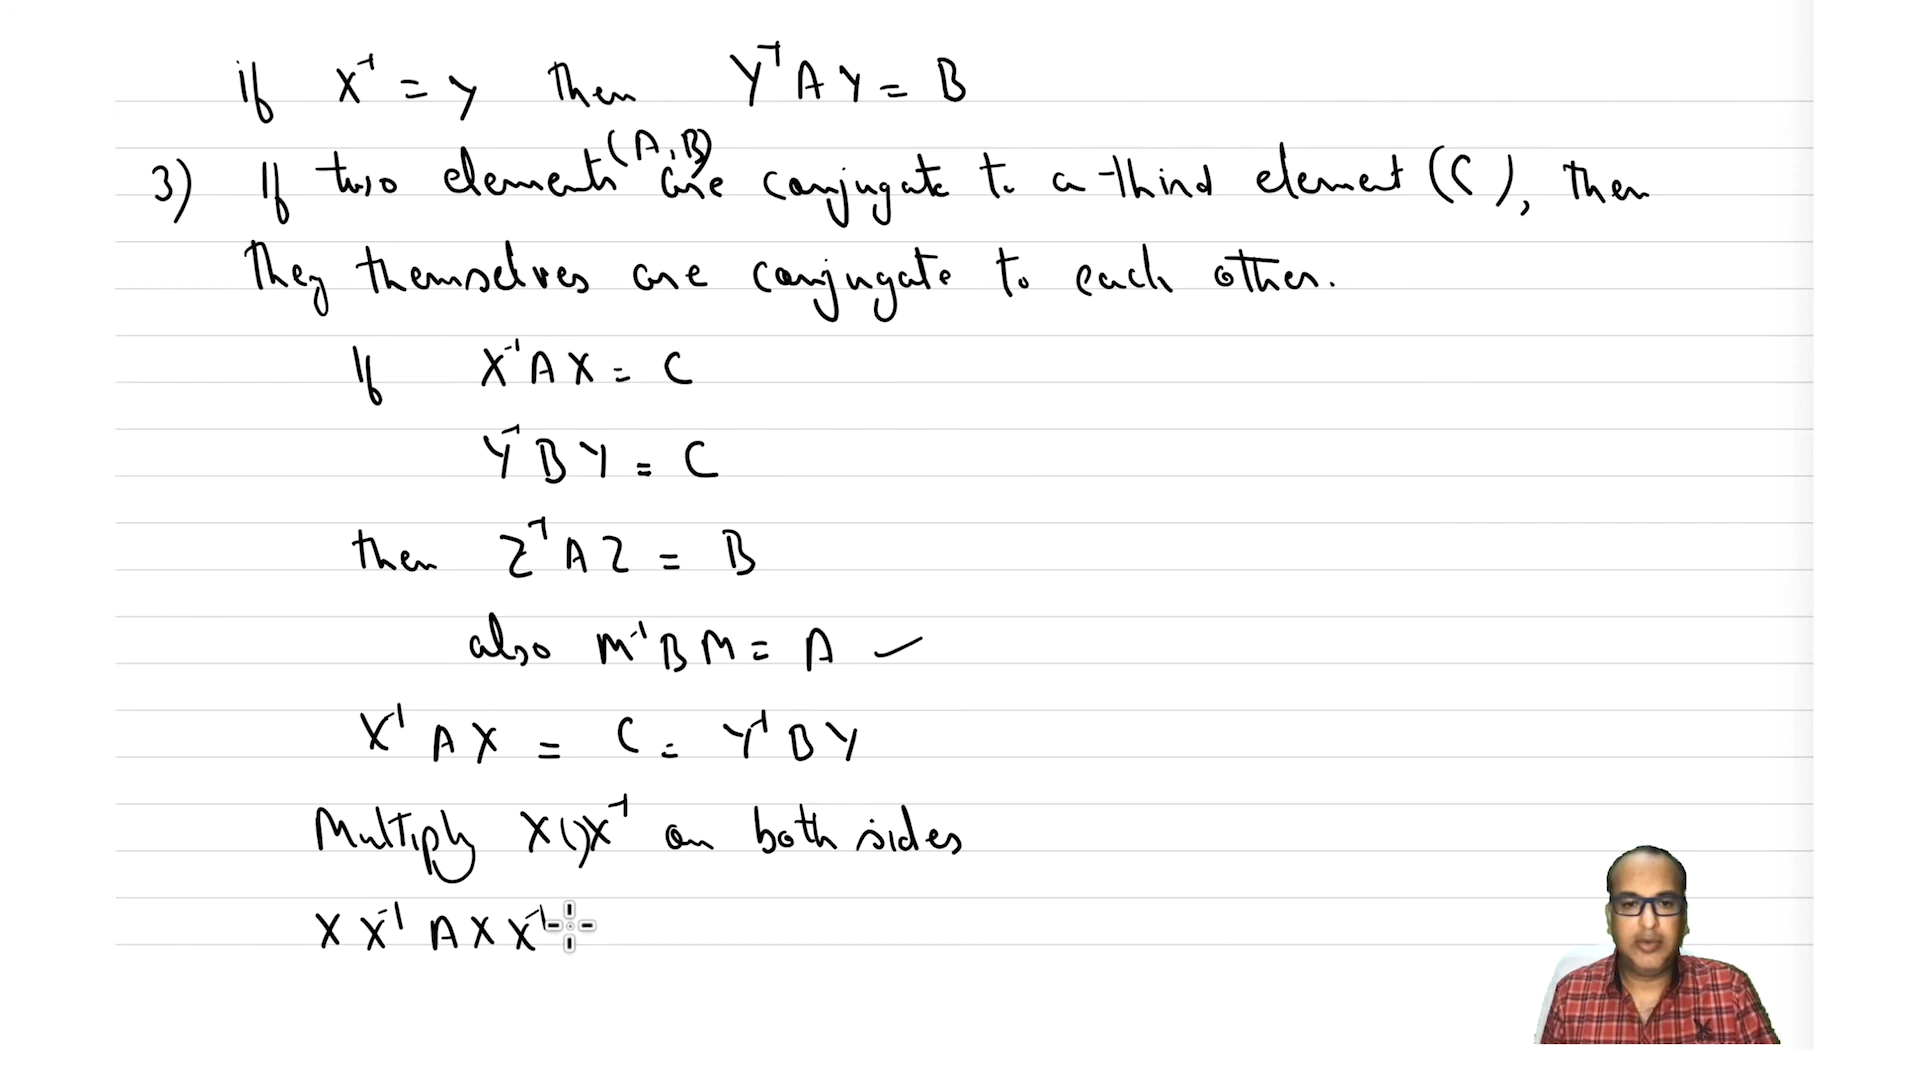 if X⁻¹ = Y then Y⁻¹ A Y = B
3) If two elements (A, B) are conjugate to a third element (C), then
they themselves are conjugate to each other.
If X⁻¹ A X = C
Y⁻¹ B Y = C
then Z⁻¹ A Z = B
also M⁻¹ B M = A ✓
X⁻¹ A X = C = Y⁻¹ B Y
Multiply X ( ) X⁻¹ on both sides
X X⁻¹ A X X⁻¹